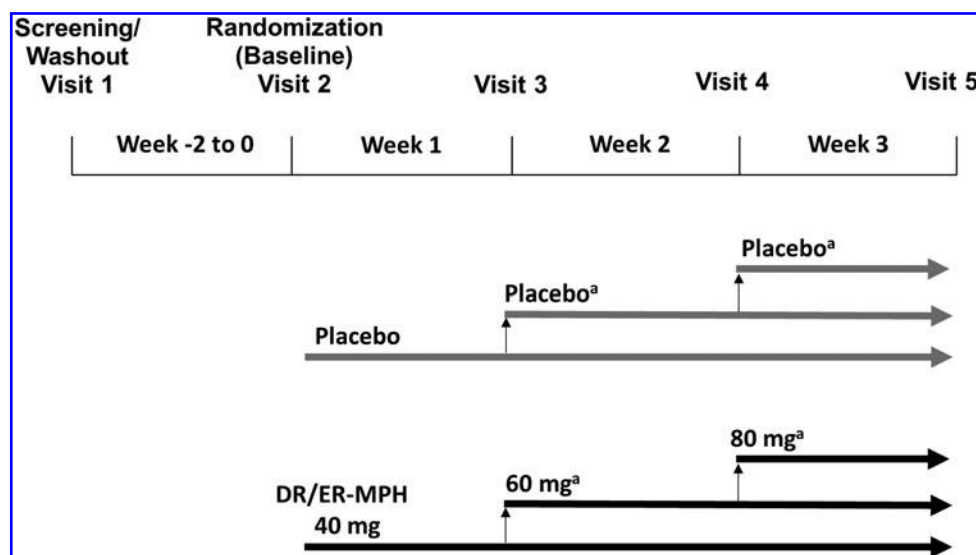 Screening/
Washout
Visit 1
Randomization
(Baseline)
Visit 2
Visit 3
Visit 4
Visit 5
Week -2 to 0
Week 1
Week 2
Week 3
Placeboᵃ
Placeboᵃ
Placebo
80 mgᵃ
60 mgᵃ
DR/ER-MPH
40 mg